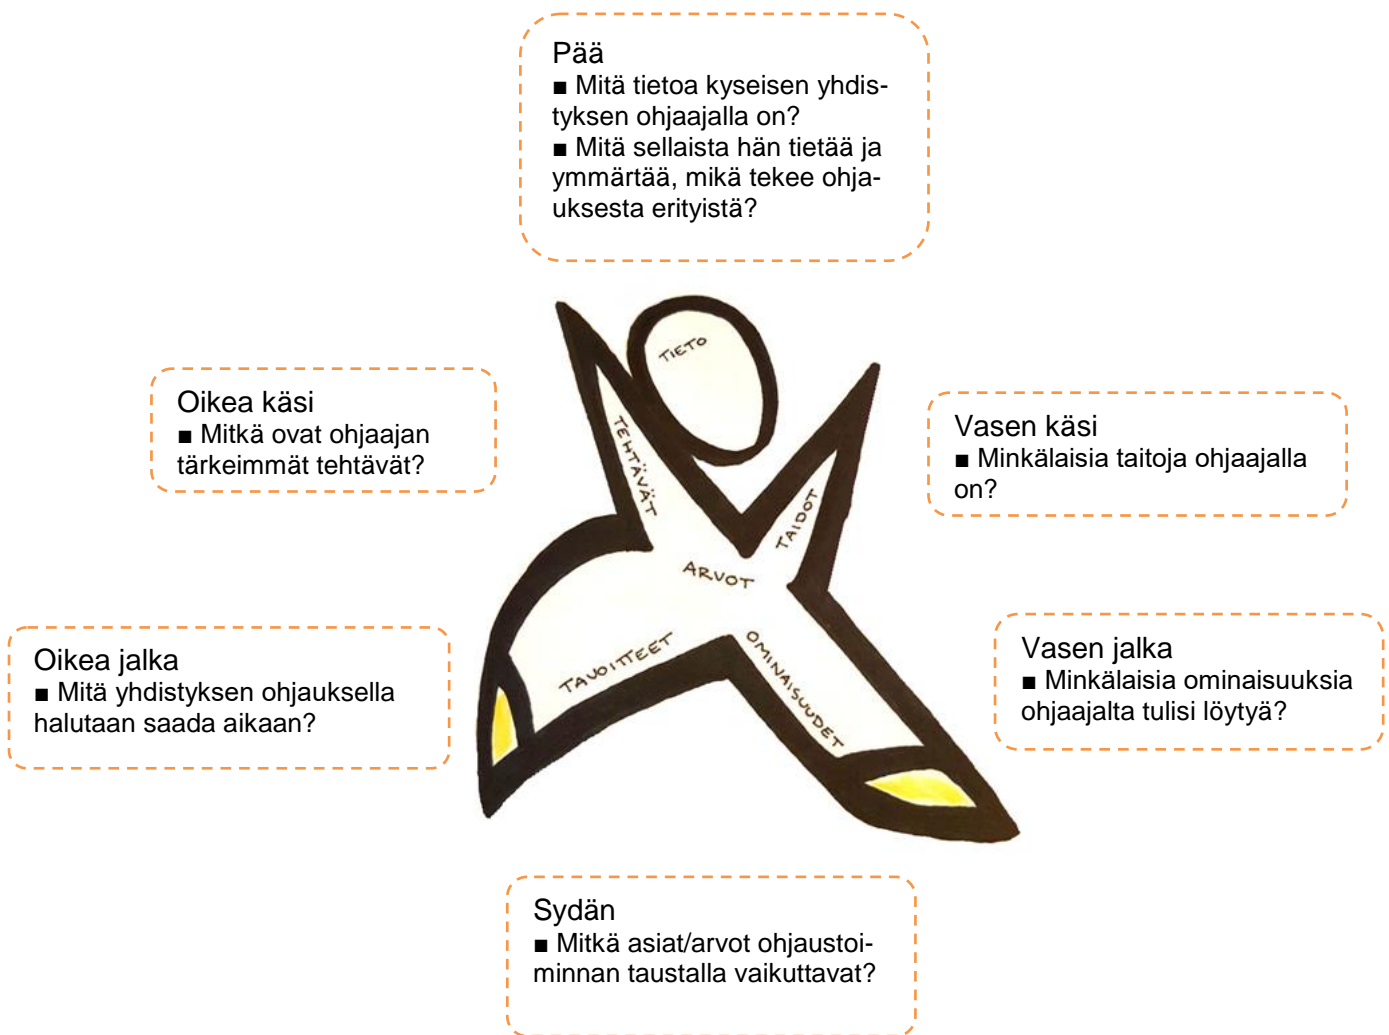 Pää
■ Mitä tietoa kyseisen yhdis-
tyksen ohjaajalla on?
■ Mitä sellaista hän tietää ja
ymmärtää, mikä tekee ohja-
uksesta erityistä?
TIETO
Oikea käsi
■ Mitkä ovat ohjaajan
tärkeimmät tehtävät?
TEHTÄVÄT
TAIDOT
Vasen käsi
■ Minkälaisia taitoja ohjaajalla
on?
ARVOT
Oikea jalka
■ Mitä yhdistyksen ohjauksella
halutaan saada aikaan?
TAVOITTEET
OMINAISUUDET
Vasen jalka
■ Minkälaisia ominaisuuksia
ohjaajalta tulisi löytyä?
Sydän
■ Mitkä asiat/arvot ohjaustoi-
minnan taustalla vaikuttavat?